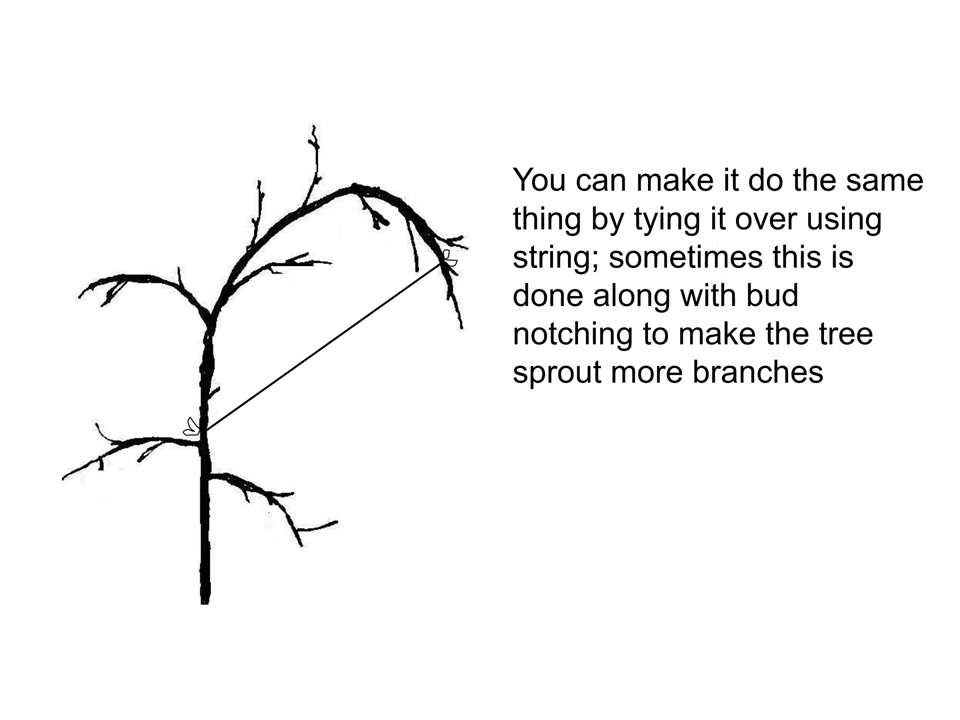 You can make it do the same
thing by tying it over using
string; sometimes this is
done along with bud
notching to make the tree
sprout more branches